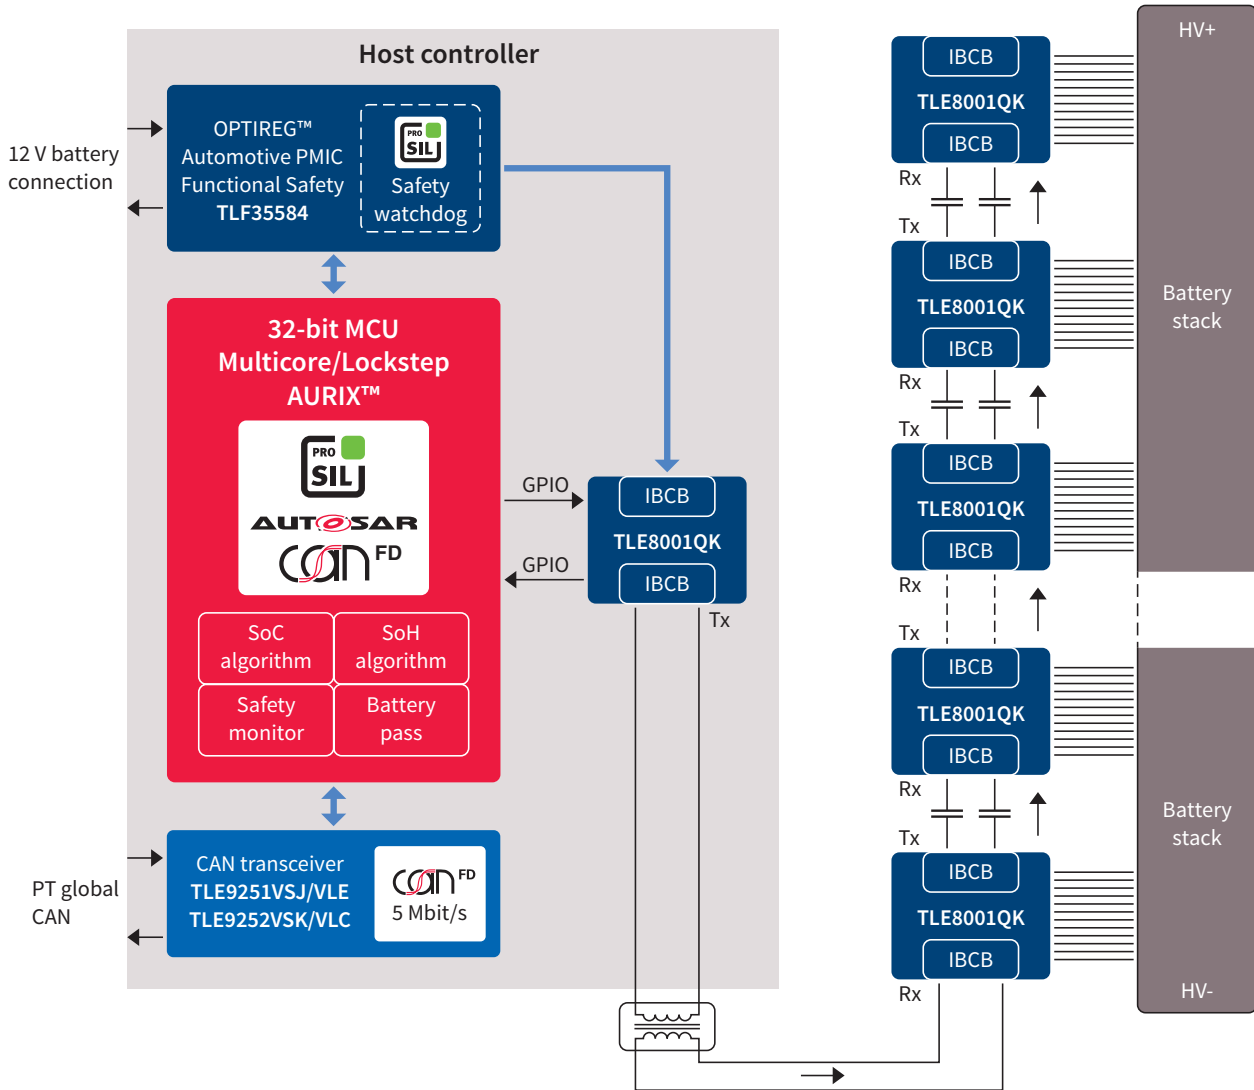 Host controller
12 V battery
connection
OPTIREG™
Automotive PMIC
Functional Safety
TLF35584
PRO
SIL
Safety
watchdog
32-bit MCU
Multicore/Lockstep
AURIX™
PRO
SIL
AUTOSAR
CAN FD
SoC
algorithm
SoH
algorithm
Safety
monitor
Battery
pass
GPIO
GPIO
IBCB
TLE8001QK
IBCB
Tx
PT global
CAN
CAN transceiver
TLE9251VSJ/VLE
TLE9252VSK/VLC
CAN FD
5 Mbit/s
IBCB
TLE8001QK
IBCB
Rx
Tx
IBCB
TLE8001QK
IBCB
Rx
Tx
IBCB
TLE8001QK
IBCB
Rx
Tx
IBCB
TLE8001QK
IBCB
Rx
Tx
IBCB
TLE8001QK
IBCB
Rx
HV+
Battery
stack
Battery
stack
HV-